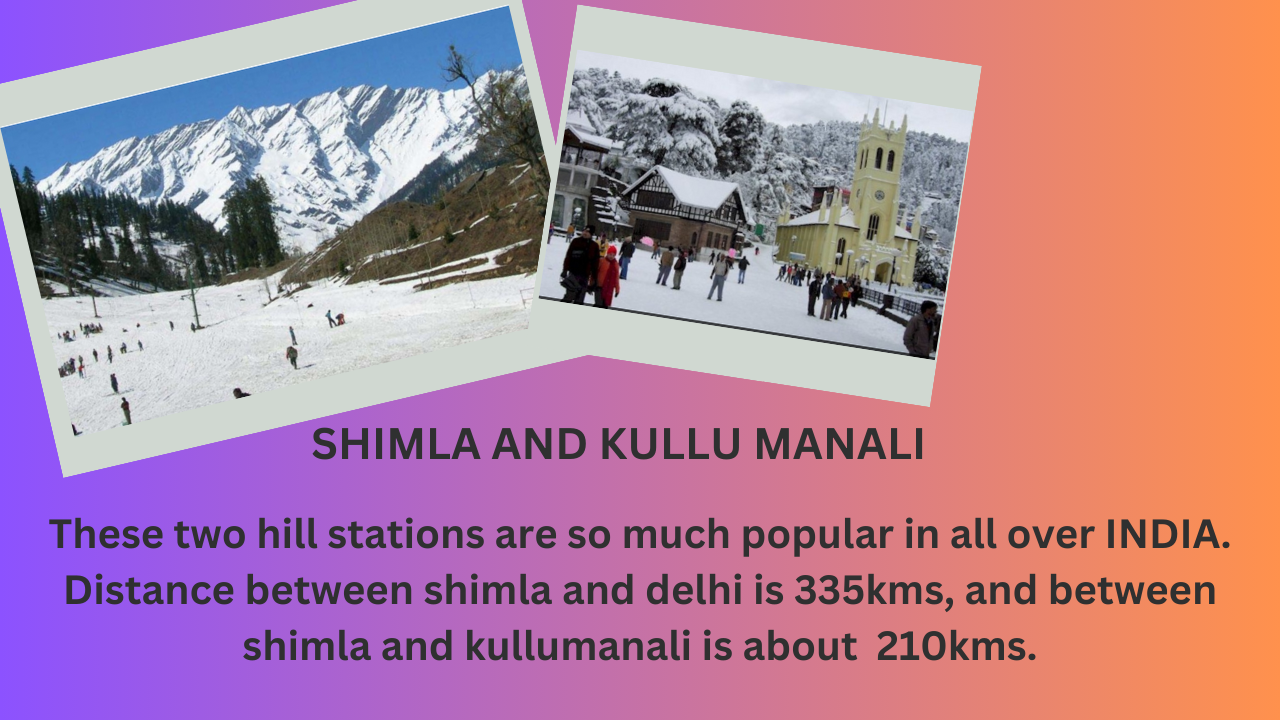 SHIMLA AND KULLU MANALI
These two hill stations are so much popular in all over INDIA.
Distance between shimla and delhi is 335kms, and between
shimla and kullumanali is about 210kms.